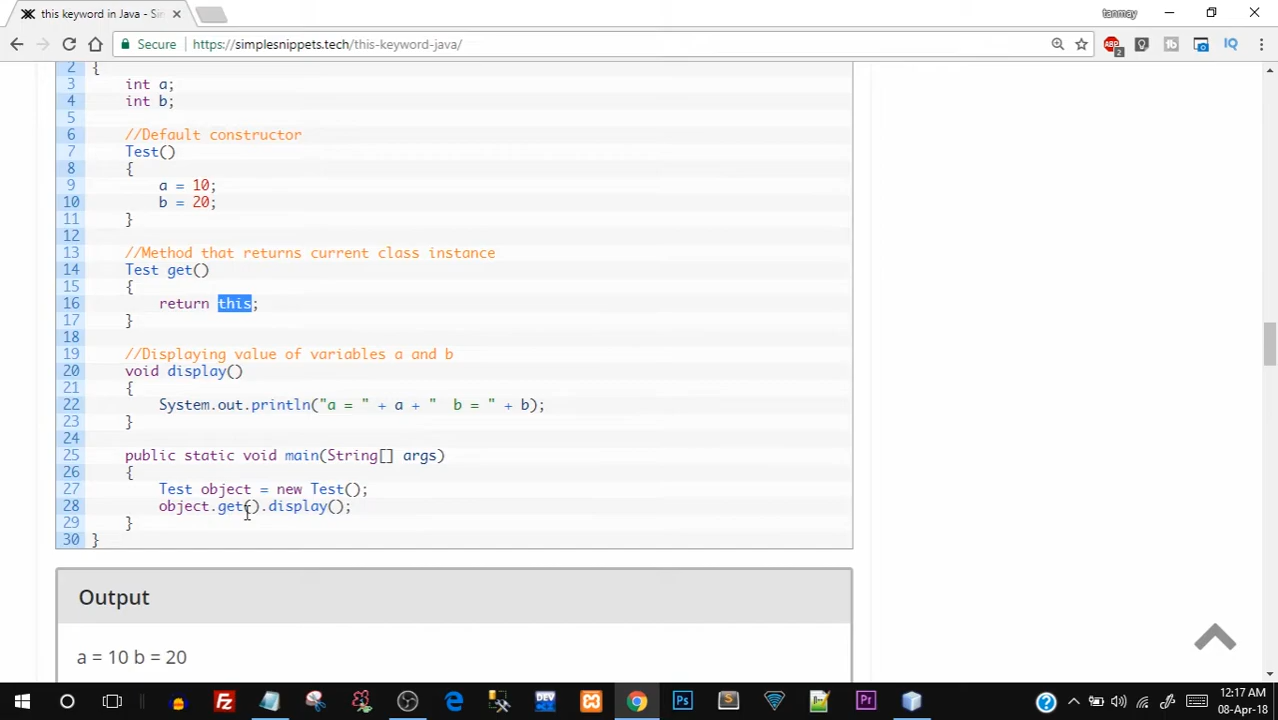 this keyword in Java - Sin
tanmay
Secure https://simplesnippets.tech/this-keyword-java/
2 {
3 int a;
4 int b;
5
6 //Default constructor
7 Test()
8 {
9 a = 10;
10 b = 20;
11 }
12
13 //Method that returns current class instance
14 Test get()
15 {
16 return this;
17 }
18
19 //Displaying value of variables a and b
20 void display()
21 {
22 System.out.println("a = " + a + "  b = " + b);
23 }
24
25 public static void main(String[] args)
26 {
27 Test object = new Test();
28 object.get().display();
29 }
30 }
Output
a = 10 b = 20
12:17 AM
08-Apr-18